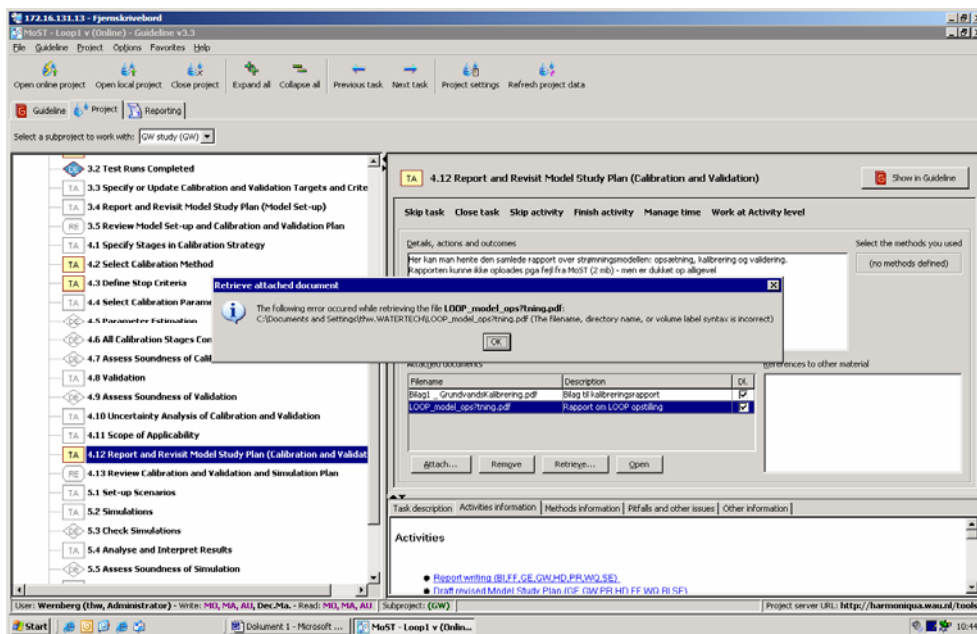 172.16.131.13 - Fjernskrivebord
MoST - Loop1 v (Online) - Guideline v3.3
File Guideline Project Options Favorites Help
Open online project Open local project Close project Expand all Collapse all Previous task Next task Project settings Refresh project data
Guideline Project Reporting
Select a subproject to work with: GW study (GW)
3.2 Test Runs Completed
TA 3.3 Specify or Update Calibration and Validation Targets and Crite
TA 3.4 Report and Revisit Model Study Plan (Model Set-up)
RE 3.5 Review Model Set-up and Calibration and Validation Plan
TA 4.1 Specify Stages in Calibration Strategy
TA 4.2 Select Calibration Method
TA 4.3 Define Stop Criteria
TA 4.4 Select Calibration Parame
4.5 Parameter Estimation
DE 4.6 All Calibration Stages Con
DE 4.7 Assess Soundness of Cali
TA 4.8 Validation
DE 4.9 Assess Soundness of Validation
TA 4.10 Uncertainty Analysis of Calibration and Validation
TA 4.11 Scope of Applicability
TA 4.12 Report and Revisit Model Study Plan (Calibration and Validat
RE 4.13 Review Calibration and Validation and Simulation Plan
TA 5.1 Set-up Scenarios
TA 5.2 Simulations
DE 5.3 Check Simulations
TA 5.4 Analyse and Interpret Results
DE 5.5 Assess Soundness of Simulation
TA 4.12 Report and Revisit Model Study Plan (Calibration and Validation)
Show in Guideline
Skip task Close task Skip activity Finish activity Manage time Work at Activity level
Details, actions and outcomes
Select the methods you used
Her kan man hente den samlede rapport over strømningsmodellen: opsætning, kalibrering og validering.
Rapporten kunne ikke oploades pga fejl fra MoST (2 mb) - men er dukket op alligevel
(no methods defined)
Retrieve attached document
The following error occured while retrieving the file LOOP_model_ops?tning.pdf:
C:\Documents and Settings\thw.WATERTECH\LOOP_model_ops?tning.pdf (The filename, directory name, or volume label syntax is incorrect)
OK
Attached documents
References to other material
Filename Description Dl.
Bilag1 _ GrundvandsKalibrering.pdf Bilag til kalibreringsrapport
LOOP_model_ops?tning.pdf Rapport om LOOP opstilling
Attach... Remove Retrieve... Open
Task description Activities information Methods information Pitfalls and other issues Other information
Activities
Report writing (BI,FF,GE,GW,HD,PR,WQ,SE)
Draft revised Model Study Plan (GE,GW,PR,HD,FF,WQ,BI,SE)
User: Wernberg (thw, Administrator) - Write: MO, MA, AU, Dec.Ma. - Read: MO, MA, AU Subproject: (GW) Project server URL: http://harmoniqua.wau.nl/tools
Start Dokument 1 - Microsoft ... MoST - Loop1 v (Onlin... 10:44